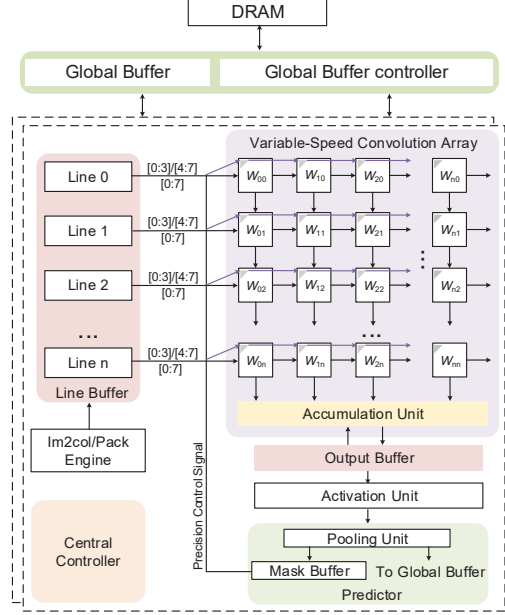 DRAM
Global Buffer
Global Buffer controller
Variable-Speed Convolution Array
Line 0
[0:3]/[4:7]
[0:7]
W00
W10
W20
Wn0
Line 1
[0:3]/[4:7]
[0:7]
W01
W11
W21
Wn1
Line 2
[0:3]/[4:7]
[0:7]
W02
W12
W22
Wn2
...
...
...
Line n
[0:3]/[4:7]
[0:7]
W0n
W1n
W2n
Wnn
Line Buffer
Accumulation Unit
Im2col/Pack
Engine
Output Buffer
Activation Unit
Precision Control Signal
Central
Controller
Pooling Unit
Mask Buffer
To Global Buffer
Predictor